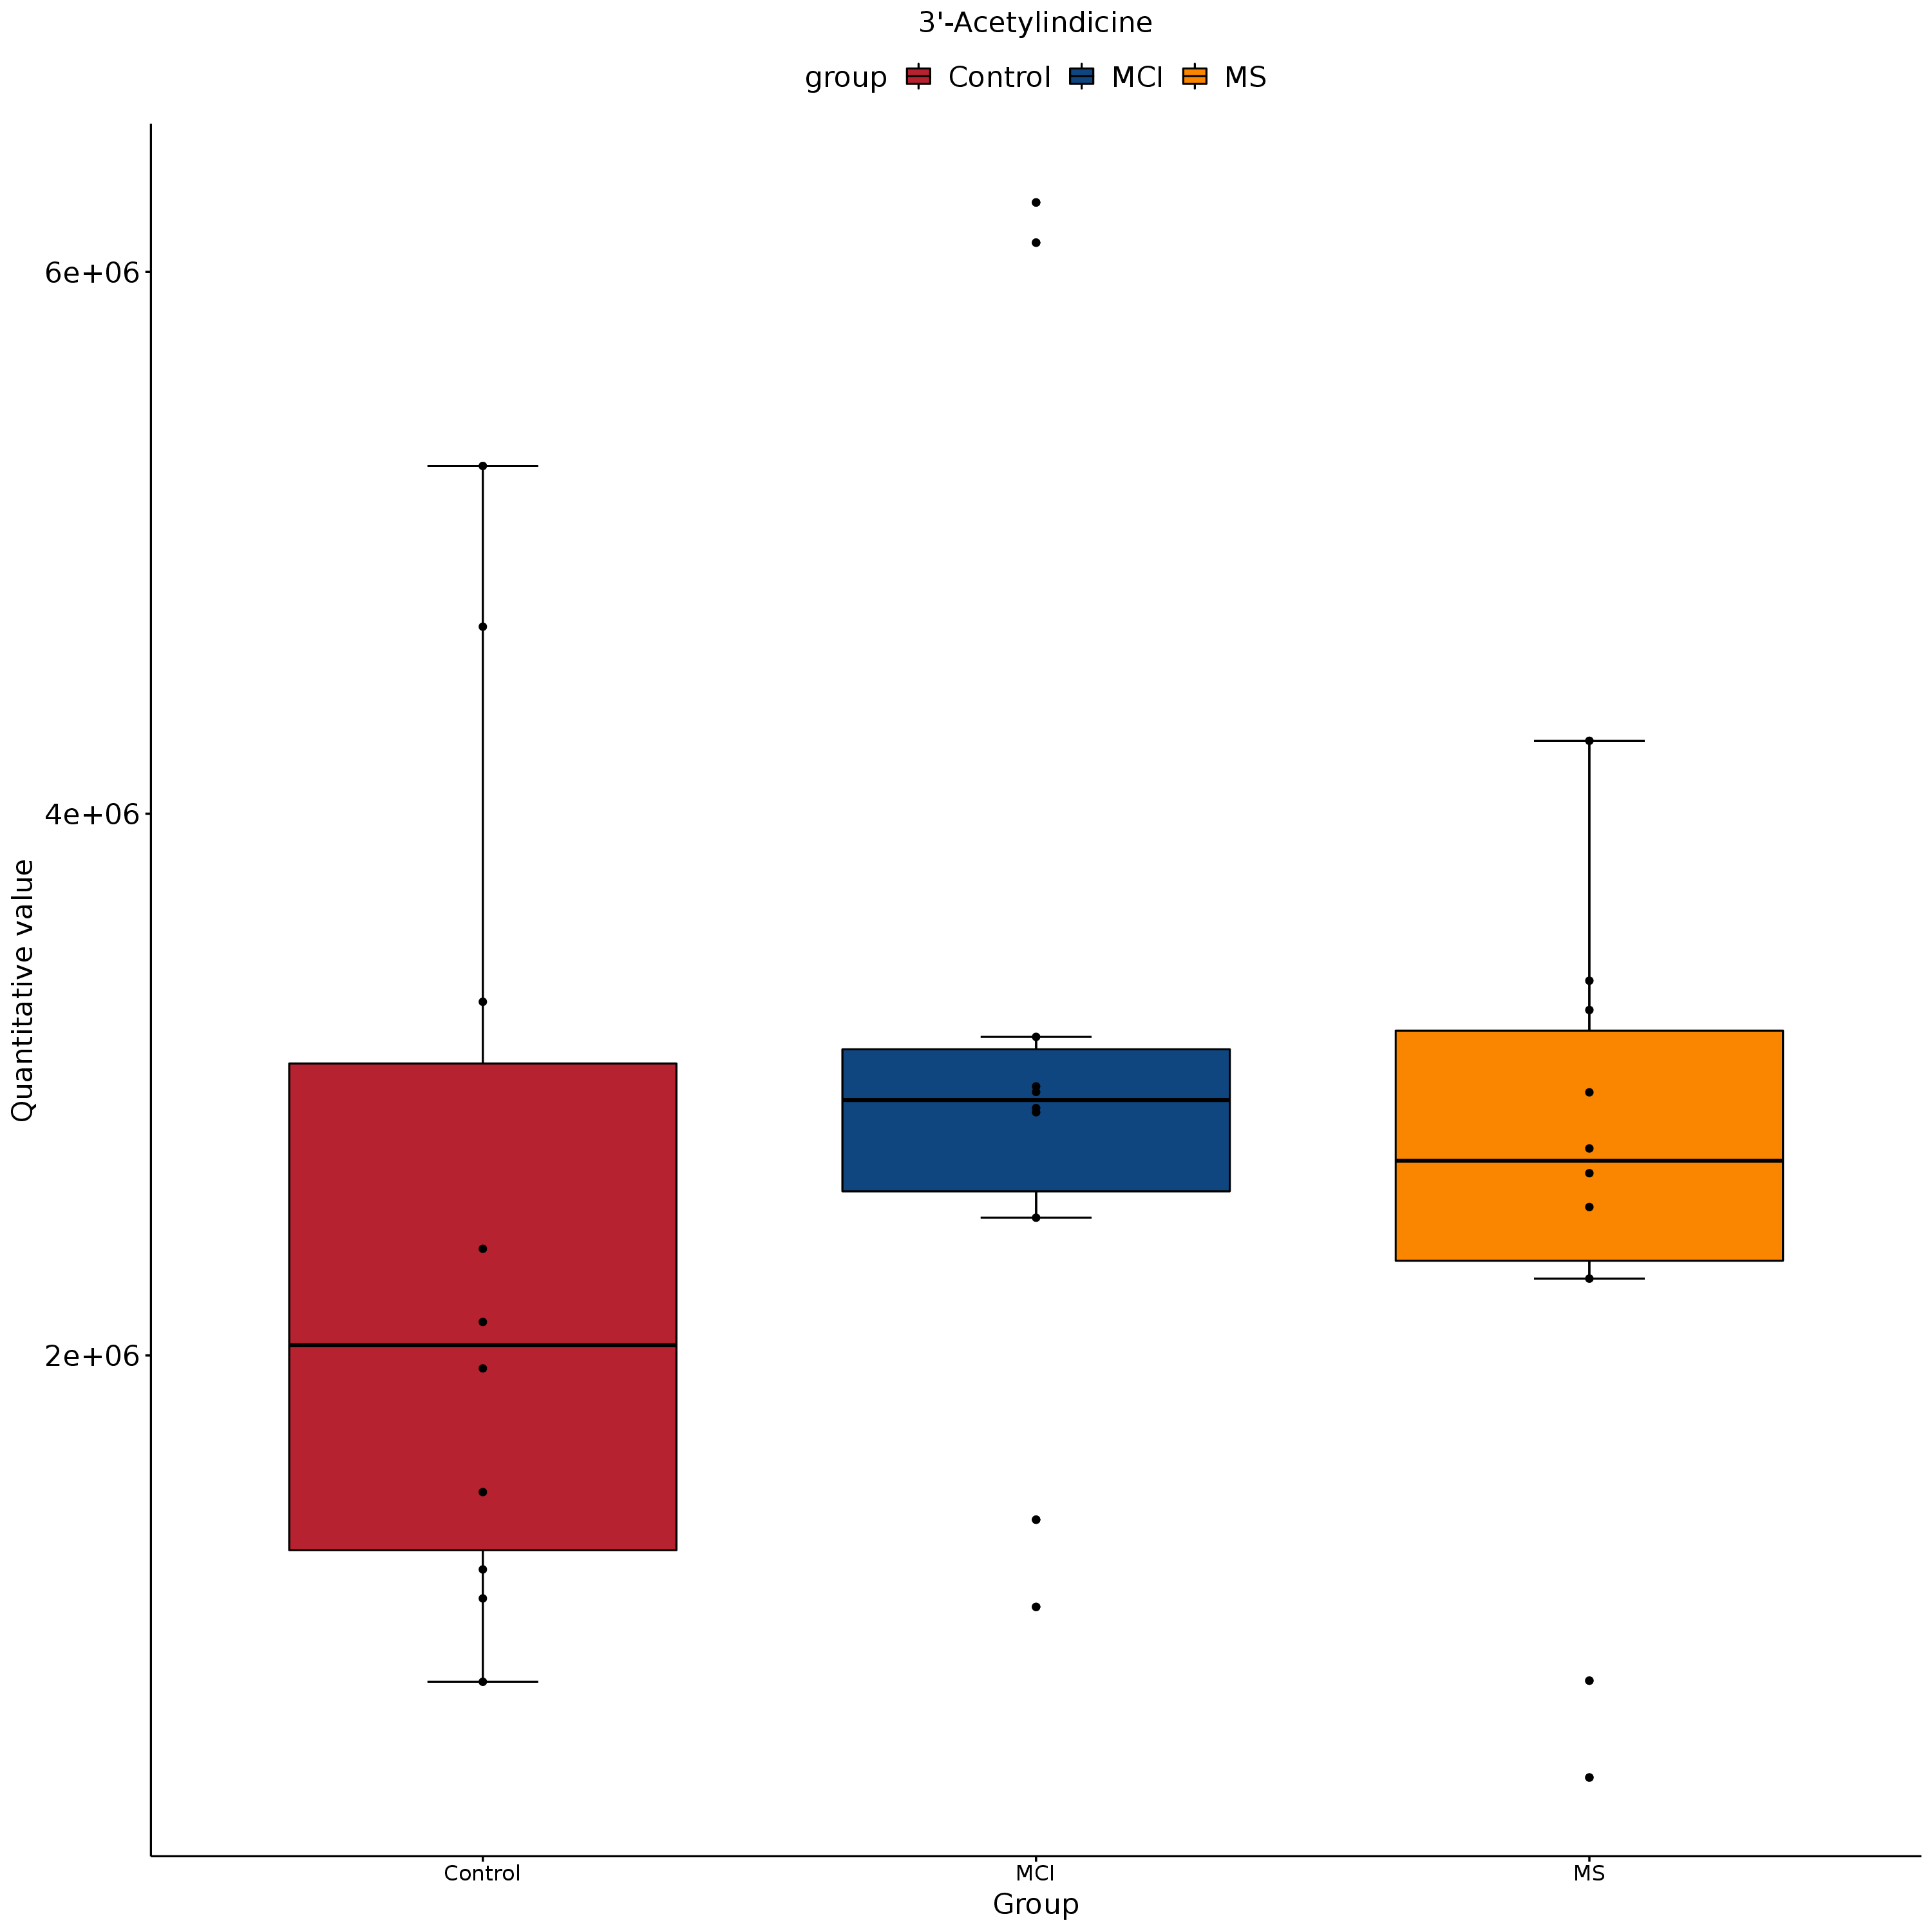 3'-Acetylindicine
group Control MCI MS
Quantitative value
6e+06
4e+06
2e+06
Control MCI MS
Group